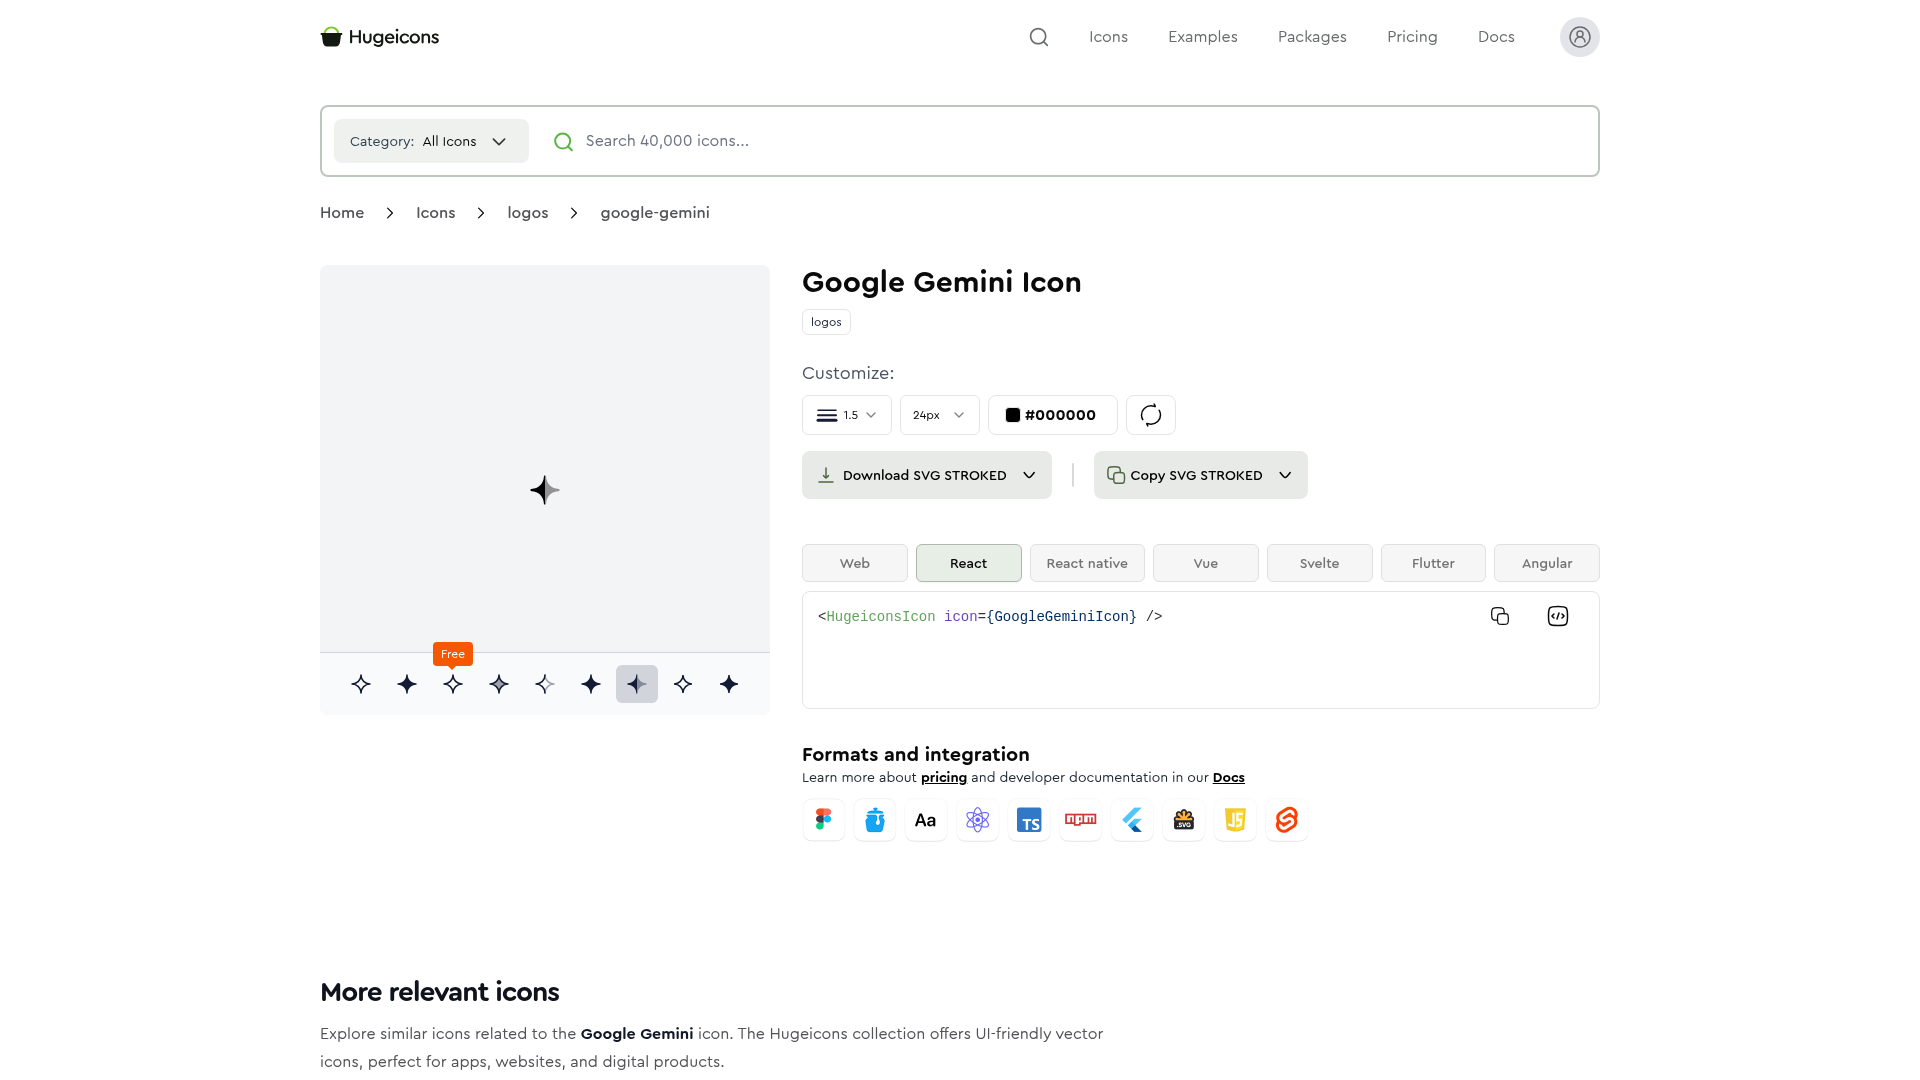 Hugeicons
Icons
Examples
Packages
Pricing
Docs
Category: All Icons
Search 40,000 icons...
Home
Icons
logos
google-gemini
Google Gemini Icon
logos
Customize:
1.5
24px
#000000
Download SVG STROKED
Copy SVG STROKED
Web
React
React native
Vue
Svelte
Flutter
Angular
<HugeiconsIcon icon={GoogleGeminiIcon} />
Free
Formats and integration
Learn more about pricing and developer documentation in our Docs
Aa
TS
npm
.SVG
JS
More relevant icons
Explore similar icons related to the Google Gemini icon. The Hugeicons collection offers UI-friendly vector
icons, perfect for apps, websites, and digital products.